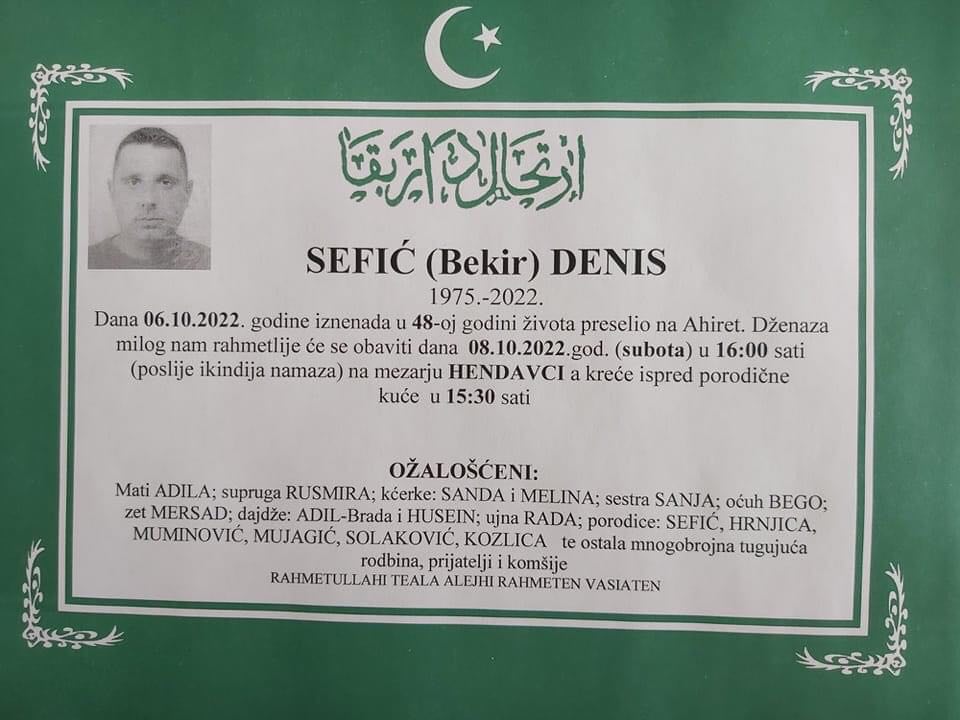 ارتحال دار بقا
SEFIĆ (Bekir) DENIS
1975.-2022.
Dana 06.10.2022. godine iznenada u 48-oj godini života preselio na Ahiret. Dženaza
milog nam rahmetlije će se obaviti dana 08.10.2022.god. (subota) u 16:00 sati
(poslije ikindija namaza) na mezarju HENDAVCI a kreće ispred porodične
kuće u 15:30 sati
OŽALOŠĆENI:
Mati ADILA; supruga RUSMIRA; kćerke: SANDA i MELINA; sestra SANJA; očuh BEGO;
zet MERSAD; dajdže: ADIL-Brada i HUSEIN; ujna RADA; porodice: SEFIĆ, HRNJICA,
MUMINOVIĆ, MUJAGIĆ, SOLAKOVIĆ, KOZLICA te ostala mnogobrojna tugujuća
rodbina, prijatelji i komšije
RAHMETULLAHI TEALA ALEJHI RAHMETEN VASIATEN